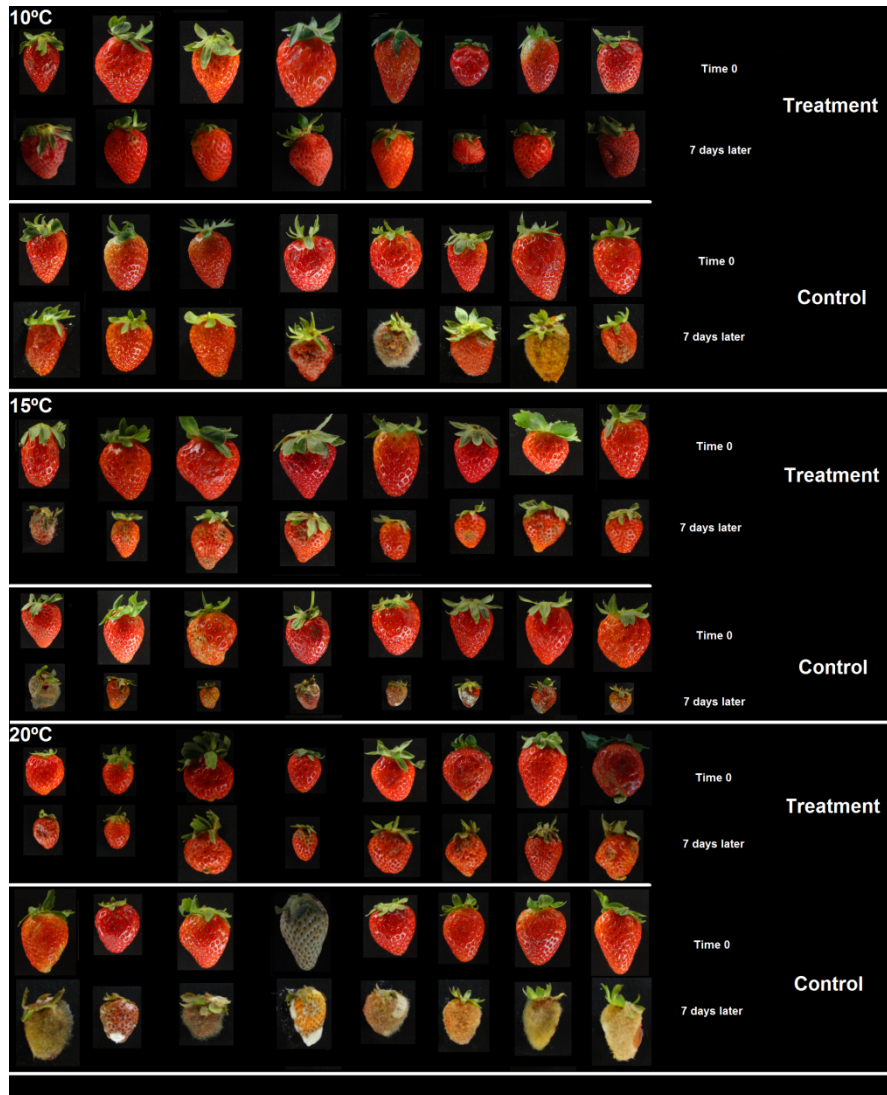 10ºC
Time 0
Treatment
7 days later
Time 0
Control
7 days later
15ºC
Time 0
Treatment
7 days later
Time 0
Control
7 days later
20ºC
Time 0
Treatment
7 days later
Time 0
Control
7 days later